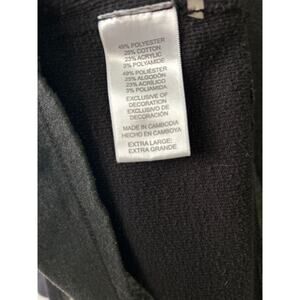 49% POLYESTER
25% COTTON
23% ACRYLIC
3% POLYAMIDE
49% POLIÉSTER
25% ALGODÓN
23% ACRÍLICO
3% POLIAMIDA
EXCLUSIVE OF
DECORATION
EXCLUSIVO DE
DECORACIÓN
MADE IN CAMBODIA
HECHO EN CAMBOYA
EXTRA LARGE:
EXTRA GRANDE